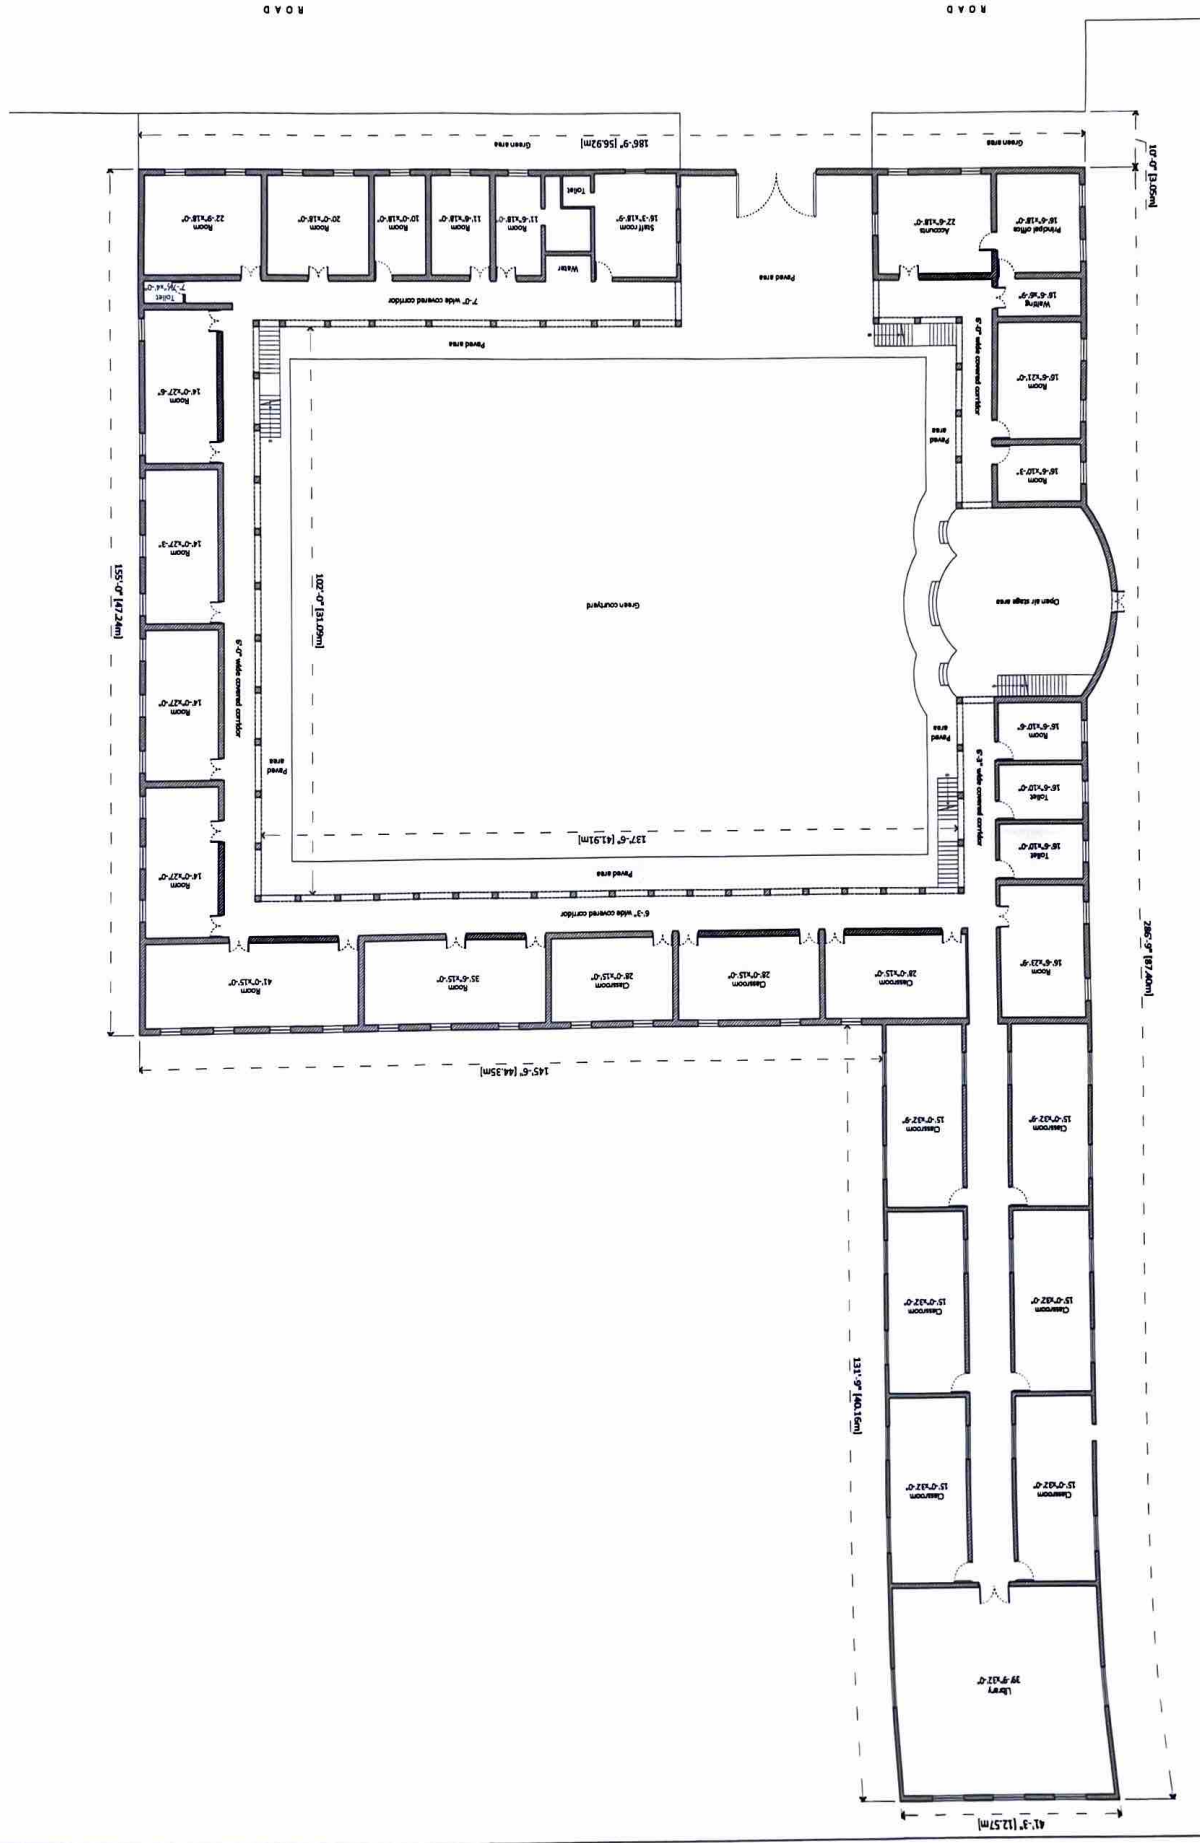 41'-3" [12.57m]
Library
39'-9"x32'-0"
Classroom
15'-0"x32'-0"
Classroom
15'-0"x32'-0"
131'-9" [40.16m]
Classroom
15'-0"x32'-0"
Classroom
15'-0"x32'-0"
Classroom
15'-0"x32'-9"
Classroom
15'-0"x32'-9"
145'-6" [44.35m]
286'-9" [87.40m]
Room
16'-6"x23'-9"
Classroom
28'-0"x15'-0"
Classroom
28'-0"x15'-0"
Classroom
28'-0"x15'-0"
Room
35'-6"x15'-0"
Room
41'-0"x15'-0"
6'-3" wide covered corridor
Toilet
16'-6"x10'-0"
Toilet
16'-6"x10'-0"
Room
16'-6"x10'-6"
6'-3" wide covered corridor
Paved area
137'-6" [41.91m]
Paved
area
Paved
area
Room
14'-0"x27'-0"
Room
14'-0"x27'-0"
6'-0" wide covered corridor
Open air stage area
Green courtyard
102'-0" [31.09m]
155'-0" [47.24m]
Room
14'-0"x27'-3"
Room
14'-0"x27'-6"
Room
16'-6"x10'-3"
Room
16'-6"x21'-0"
6'-0" wide covered corridor
Paved
area
Paved area
Waiting
16'-6"x6'-9"
7'-0" wide covered corridor
Toilet
7'-7½"x4'-0"
Principal office
16'-6"x18'-0"
Accounts
22'-6"x18'-0"
Paved area
Water
Staff room
16'-3"x18'-9"
Toilet
Room
11'-6"x18'-0"
Room
11'-6"x18'-0"
Room
10'-0"x18'-0"
Room
20'-0"x18'-0"
Room
22'-9"x18'-0"
10'-0" [3.05m]
Green area
186'-9" [56.92m]
Green area
ROAD
ROAD